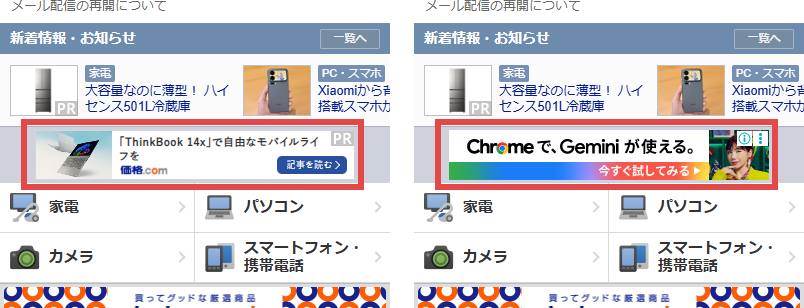 メール配信の再開について
新着情報・お知らせ
一覧へ
家電
大容量なのに薄型！ ハイ
センス501L冷蔵庫
PR
PC・スマホ
Xiaomiから背
搭載スマホが
「ThinkBook 14x」で自由なモバイルライ
フを
価格.com
記事を読む
PR
家電
パソコン
カメラ
スマートフォン・
携帯電話
買ってグッドな厳選商品
メール配信の再開について
新着情報・お知らせ
一覧へ
家電
大容量なのに薄型！ ハイ
センス501L冷蔵庫
PR
PC・スマホ
Xiaomiから背
搭載スマホが
Chromeで、Gemini が使える。
今すぐ試してみる
家電
パソコン
カメラ
スマートフォン・
携帯電話
買ってグッドな厳選商品